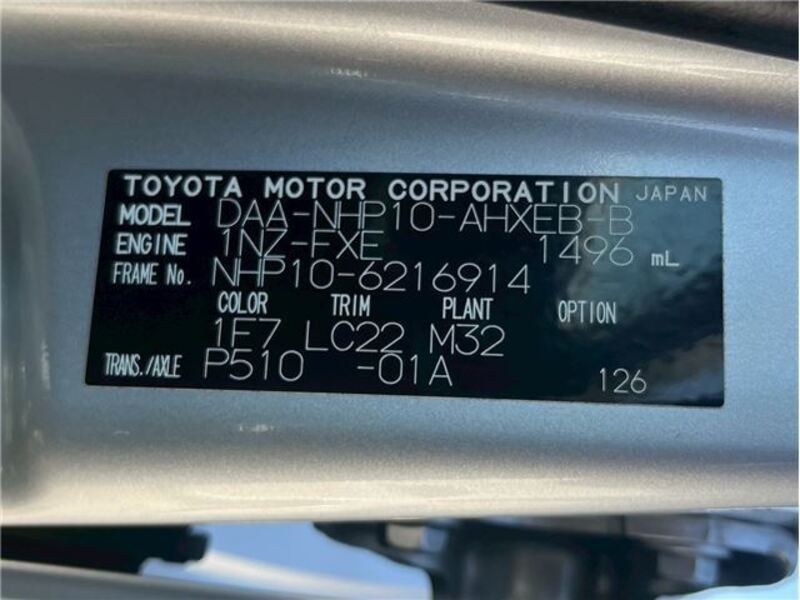 TOYOTA MOTOR CORPORATION JAPAN
MODEL DAA-NHP10-AHXEB-B
ENGINE 1NZ-FXE 1496 mL
FRAME No. NHP10-6216914
COLOR TRIM PLANT OPTION
1F7 LC22 M32
TRANS./AXLE P510 -01A 126